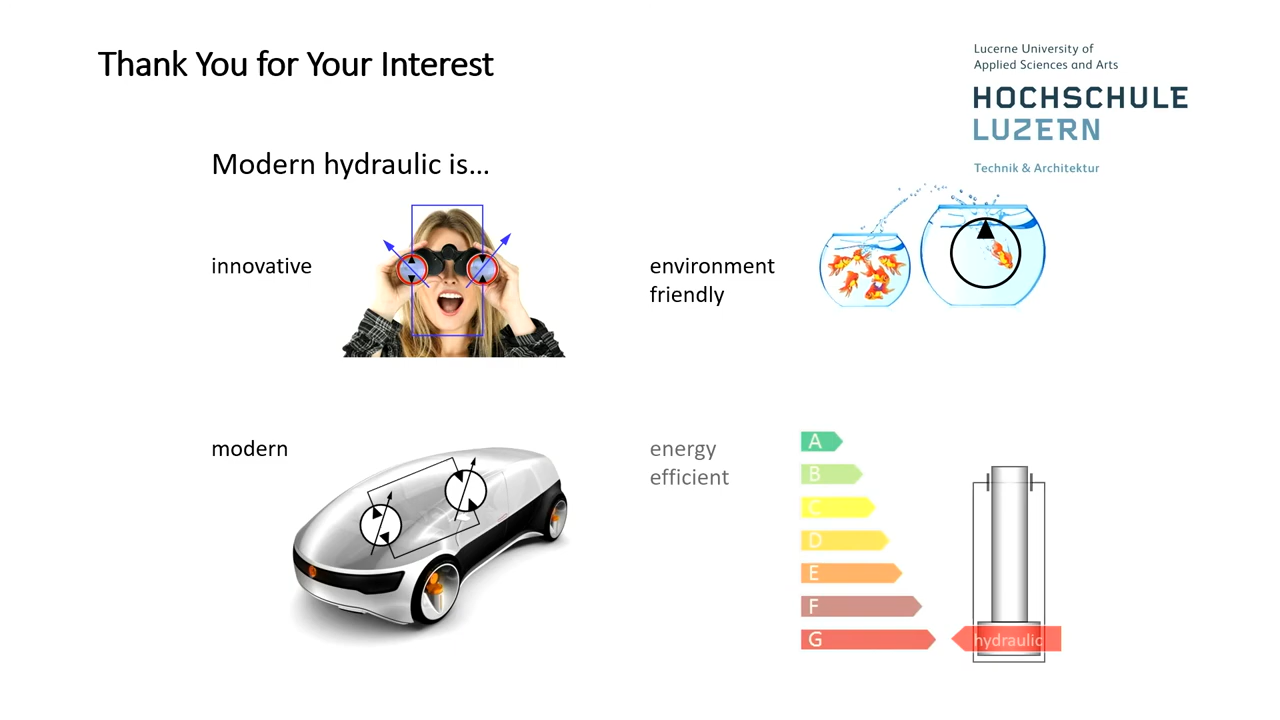 Thank You for Your Interest
Lucerne University of
Applied Sciences and Arts
HOCHSCHULE
LUZERN
Technik & Architektur
Modern hydraulic is...
innovative
environment
friendly
modern
energy
efficient
A
B
C
D
E
F
G
hydraulic